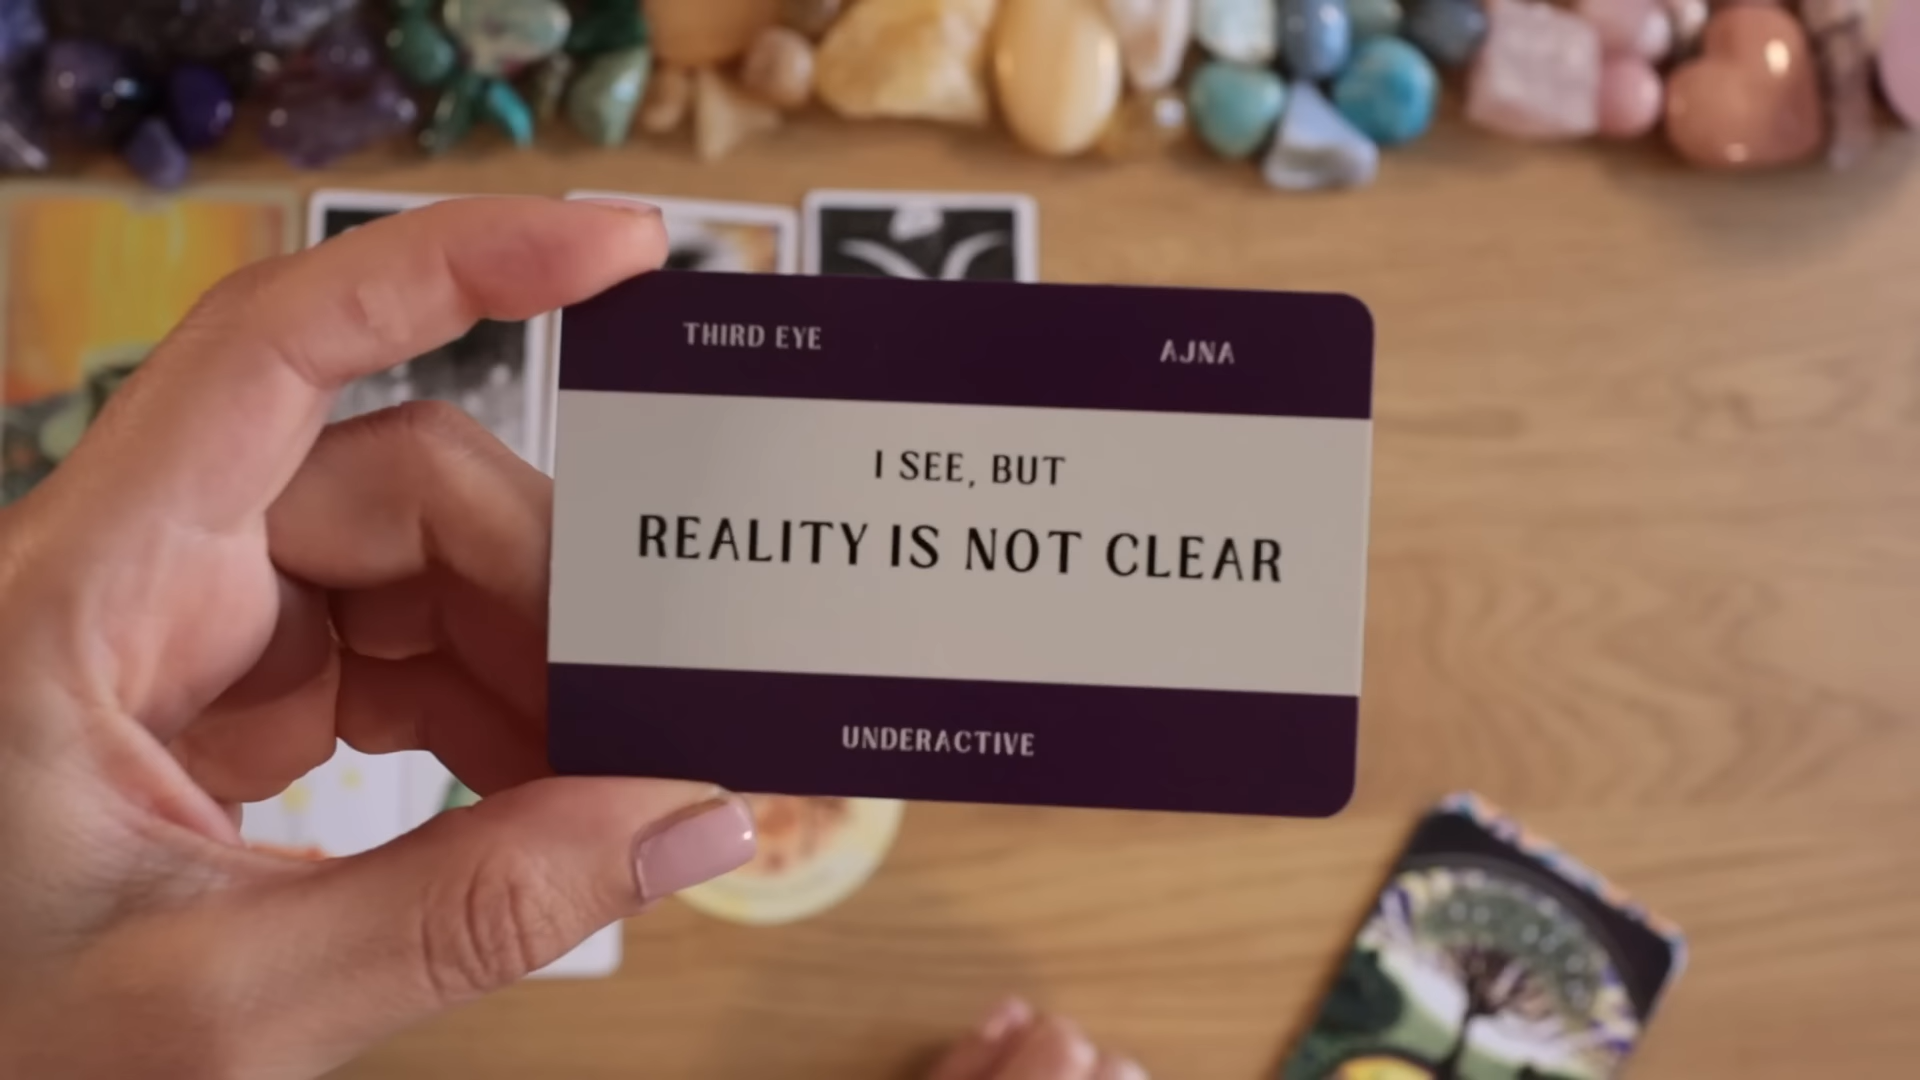 THIRD EYE AJNA
I SEE, BUT
REALITY IS NOT CLEAR
UNDERACTIVE